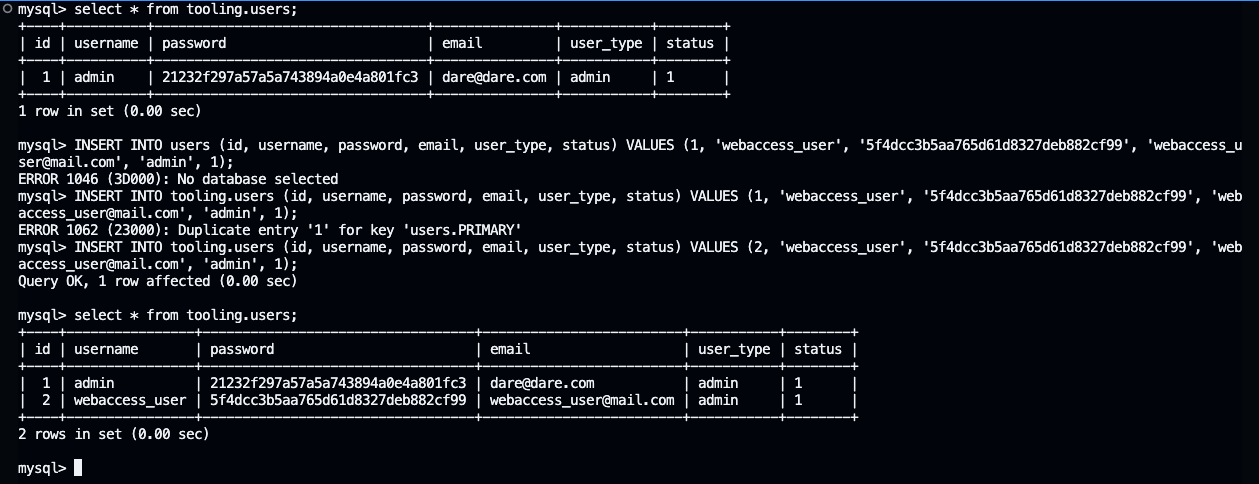 mysql> select * from tooling.users;
+----+----------+----------------------------------+---------------+-----------+--------+
| id | username | password                         | email         | user_type | status |
+----+----------+----------------------------------+---------------+-----------+--------+
|  1 | admin    | 21232f297a57a5a743894a0e4a801fc3 | dare@dare.com | admin     | 1      |
+----+----------+----------------------------------+---------------+-----------+--------+
1 row in set (0.00 sec)
mysql> INSERT INTO users (id, username, password, email, user_type, status) VALUES (1, 'webaccess_user', '5f4dcc3b5aa765d61d8327deb882cf99', 'webaccess_u
ser@mail.com', 'admin', 1);
ERROR 1046 (3D000): No database selected
mysql> INSERT INTO tooling.users (id, username, password, email, user_type, status) VALUES (1, 'webaccess_user', '5f4dcc3b5aa765d61d8327deb882cf99', 'web
access_user@mail.com', 'admin', 1);
ERROR 1062 (23000): Duplicate entry '1' for key 'users.PRIMARY'
mysql> INSERT INTO tooling.users (id, username, password, email, user_type, status) VALUES (2, 'webaccess_user', '5f4dcc3b5aa765d61d8327deb882cf99', 'web
access_user@mail.com', 'admin', 1);
Query OK, 1 row affected (0.00 sec)
mysql> select * from tooling.users;
+----+----------------+----------------------------------+-------------------------+-----------+--------+
| id | username       | password                         | email                   | user_type | status |
+----+----------------+----------------------------------+-------------------------+-----------+--------+
|  1 | admin          | 21232f297a57a5a743894a0e4a801fc3 | dare@dare.com           | admin     | 1      |
|  2 | webaccess_user | 5f4dcc3b5aa765d61d8327deb882cf99 | webaccess_user@mail.com | admin     | 1      |
+----+----------------+----------------------------------+-------------------------+-----------+--------+
2 rows in set (0.00 sec)
mysql>